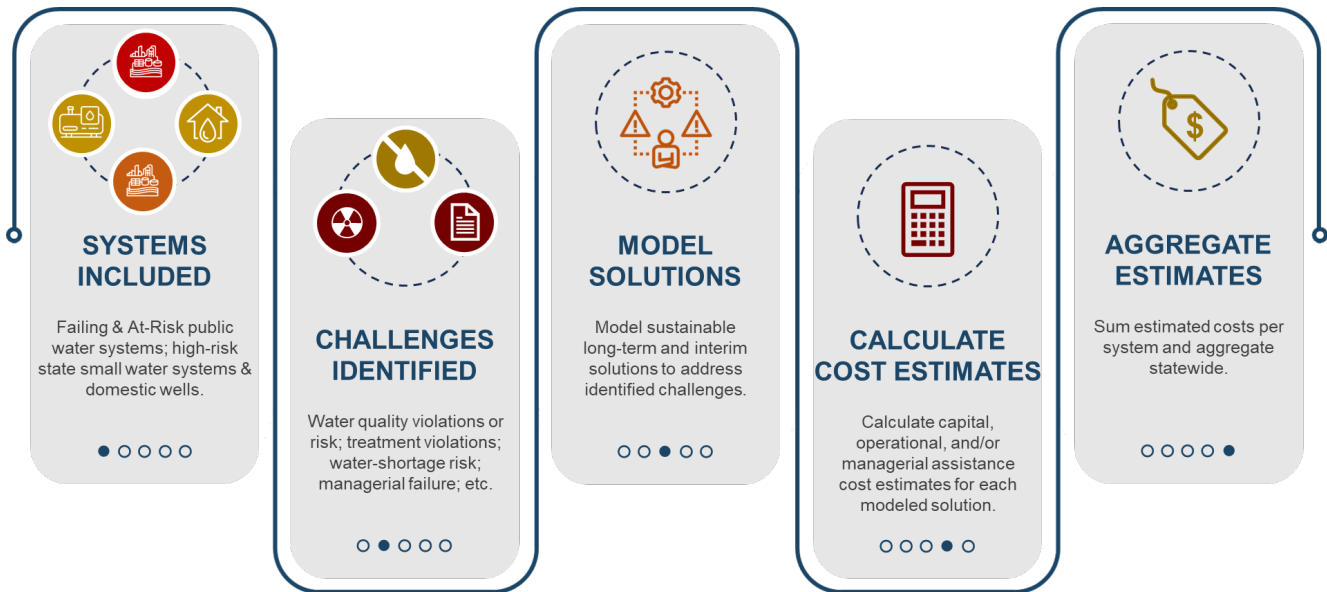 SYSTEMS
INCLUDED
Failing & At-Risk public
water systems; high-risk
state small water systems &
domestic wells.
CHALLENGES
IDENTIFIED
Water quality violations or
risk; treatment violations;
water-shortage risk;
managerial failure; etc.
MODEL
SOLUTIONS
Model sustainable
long-term and interim
solutions to address
identified challenges.
CALCULATE
COST ESTIMATES
Calculate capital,
operational, and/or
managerial assistance
cost estimates for each
modeled solution.
$
AGGREGATE
ESTIMATES
Sum estimated costs per
system and aggregate
statewide.